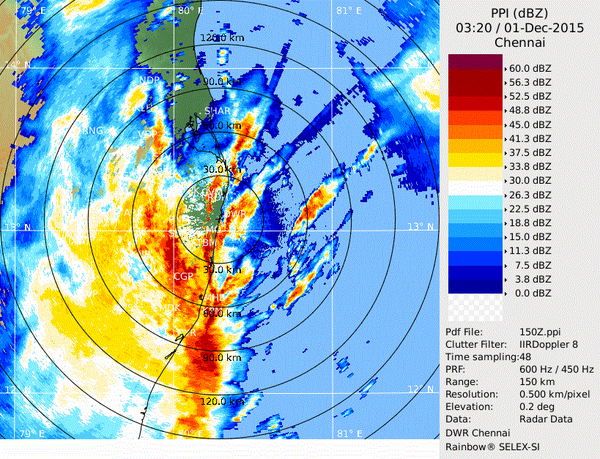 79° E
80° E
81° E
PPI (dBZ)
03:20 / 01-Dec-2015
Chennai
120.0 km
90.0 km
NDR
SHAR
30.0 km
DWR
13° N
13° N
30.0 km
CGP
60.0 km
90.0 km
12° N
120.0 km
79° E
80° E
81° E
60.0 dBZ
56.3 dBZ
52.5 dBZ
48.8 dBZ
45.0 dBZ
41.3 dBZ
37.5 dBZ
33.8 dBZ
30.0 dBZ
26.3 dBZ
22.5 dBZ
18.8 dBZ
15.0 dBZ
11.3 dBZ
7.5 dBZ
3.8 dBZ
0.0 dBZ
Pdf File: 150Z.ppi
Clutter Filter: IIRDoppler 8
Time sampling:48
PRF: 600 Hz / 450 Hz
Range: 150 km
Resolution: 0.500 km/pixel
Elevation: 0.2 deg
Data: Radar Data
DWR Chennai
Rainbow® SELEX-SI